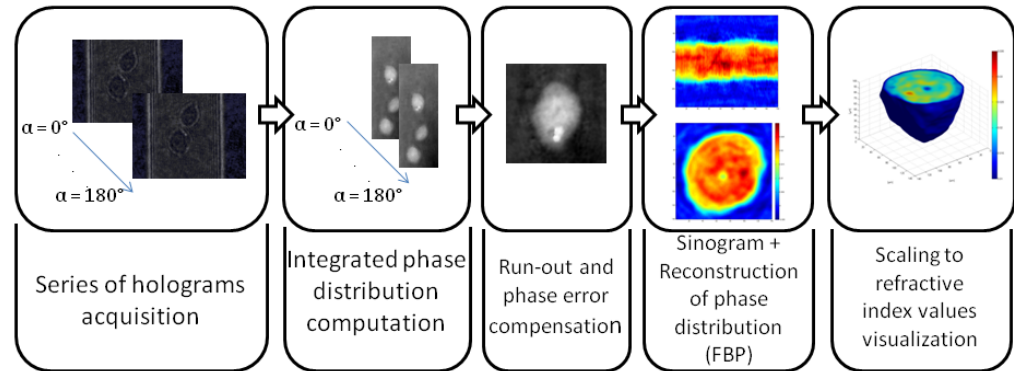 α = 0°
α = 180°
α = 0°
α = 180°
Series of holograms
acquisition
Integrated phase
distribution
computation
Run-out and
phase error
compensation
Sinogram +
Reconstruction
of phase
distribution
(FBP)
Scaling to
refractive
index values
visualization